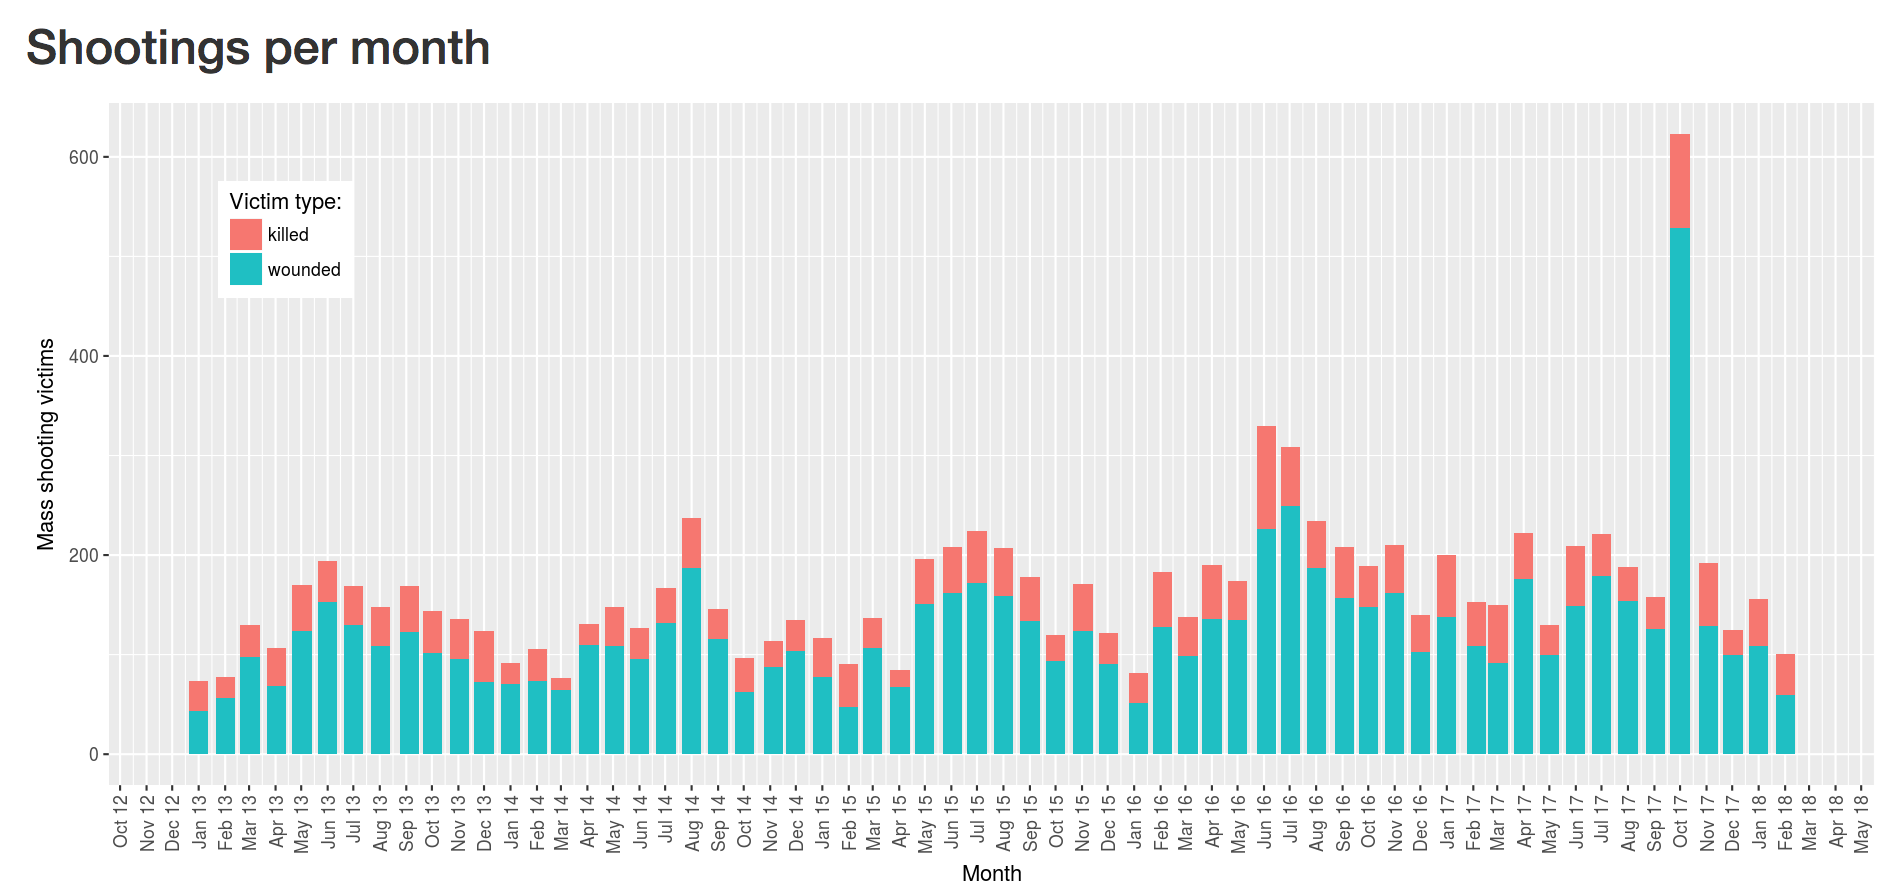 Shootings per month
600
400
200
0
Mass shooting victims
Victim type:
killed
wounded
Oct 12
Nov 12
Dec 12
Jan 13
Feb 13
Mar 13
Apr 13
May 13
Jun 13
Jul 13
Aug 13
Sep 13
Oct 13
Nov 13
Dec 13
Jan 14
Feb 14
Mar 14
Apr 14
May 14
Jun 14
Jul 14
Aug 14
Sep 14
Oct 14
Nov 14
Dec 14
Jan 15
Feb 15
Mar 15
Apr 15
May 15
Jun 15
Jul 15
Aug 15
Sep 15
Oct 15
Nov 15
Dec 15
Jan 16
Feb 16
Mar 16
Apr 16
May 16
Jun 16
Jul 16
Aug 16
Sep 16
Oct 16
Nov 16
Dec 16
Jan 17
Feb 17
Mar 17
Apr 17
May 17
Jun 17
Jul 17
Aug 17
Sep 17
Oct 17
Nov 17
Dec 17
Jan 18
Feb 18
Mar 18
Apr 18
May 18
Month